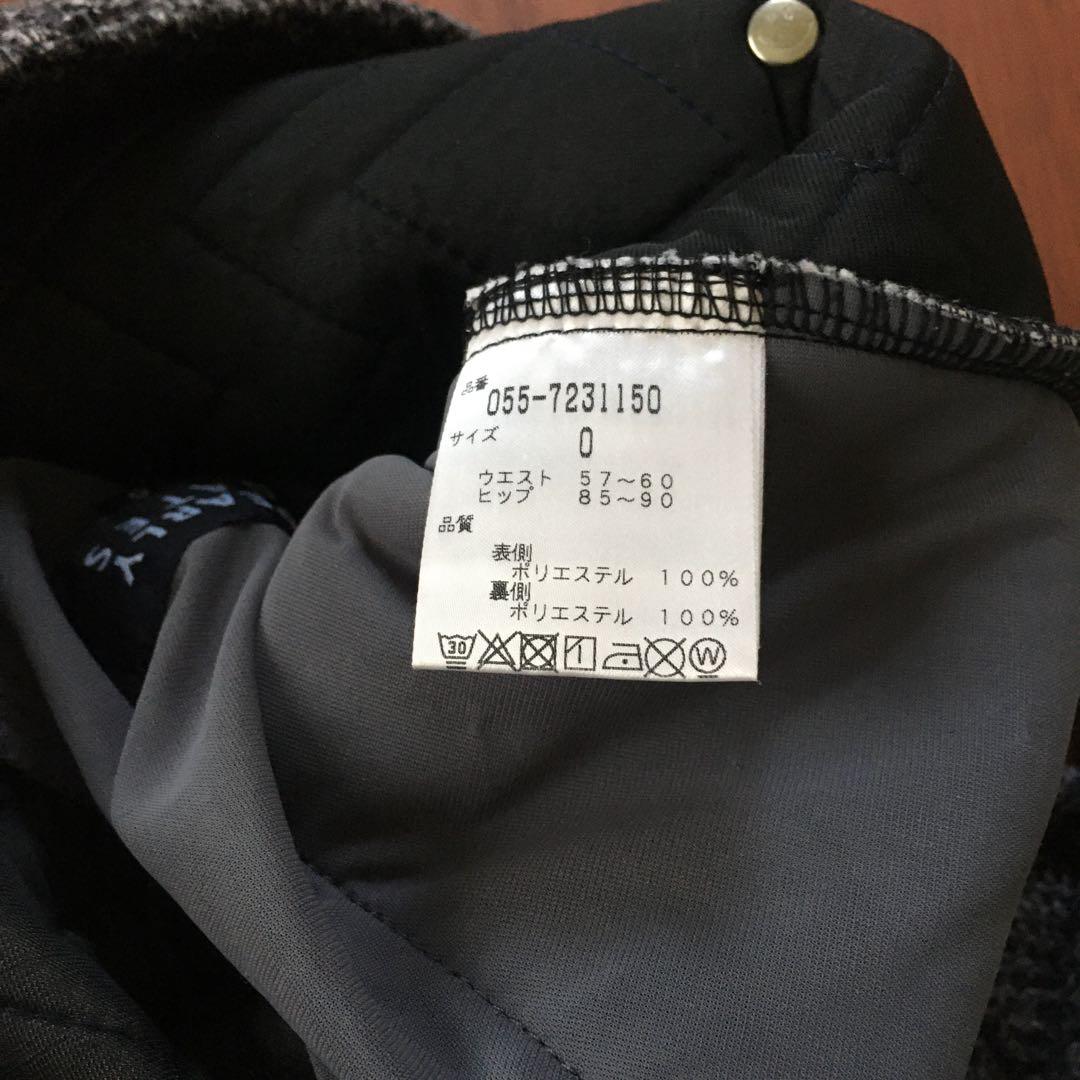 品番
055-7231150
サイズ 0
ウエスト 57～60
ヒップ 85～90
品質
表側
ポリエステル 100%
裏側
ポリエステル 100%
30 1 W